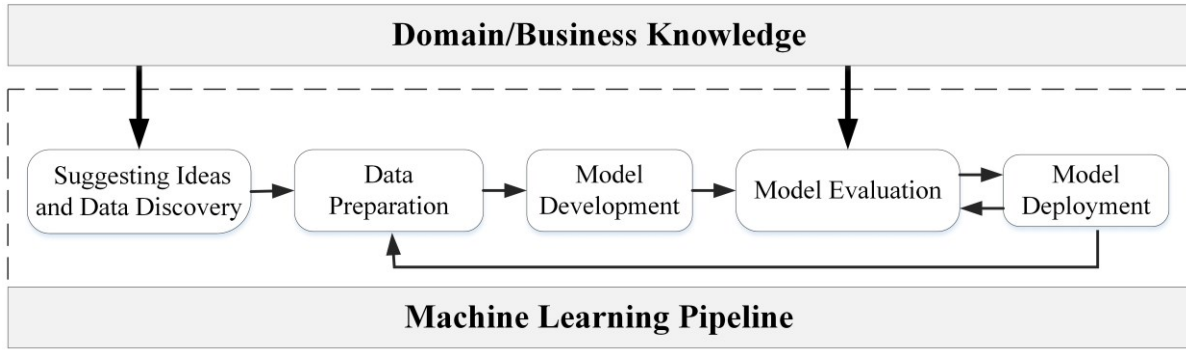 Domain/Business Knowledge
Suggesting Ideas
and Data Discovery
Data
Preparation
Model
Development
Model Evaluation
Model
Deployment
Machine Learning Pipeline